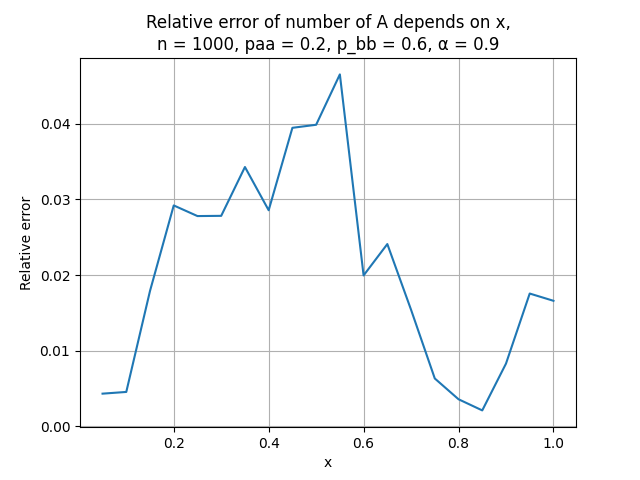 Relative error of number of A depends on x,
n = 1000, paa = 0.2, p_bb = 0.6, α = 0.9
Relative error
0.04
0.03
0.02
0.01
0.00
0.2 0.4 0.6 0.8 1.0
x